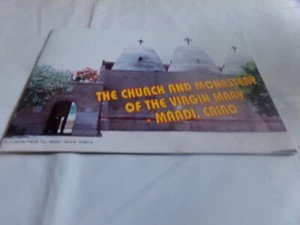 THE CHURCH AND MONASTERY
OF THE VIRGIN MARY
- MAADI, CAIRO